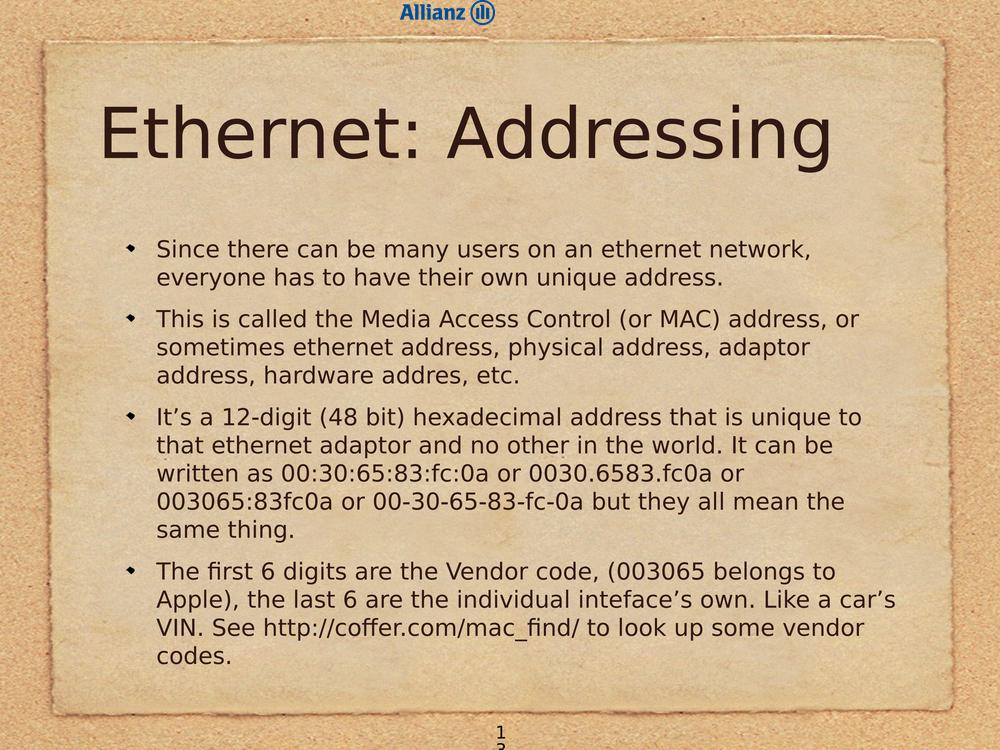 Allianz
Ethernet: Addressing
Since there can be many users on an ethernet network,
everyone has to have their own unique address.
This is called the Media Access Control (or MAC) address, or
sometimes ethernet address, physical address, adaptor
address, hardware addres, etc.
It’s a 12-digit (48 bit) hexadecimal address that is unique to
that ethernet adaptor and no other in the world. It can be
written as 00:30:65:83:fc:0a or 0030.6583.fc0a or
003065:83fc0a or 00-30-65-83-fc-0a but they all mean the
same thing.
The first 6 digits are the Vendor code, (003065 belongs to
Apple), the last 6 are the individual inteface’s own. Like a car’s
VIN. See http://coffer.com/mac_find/ to look up some vendor
codes.
1